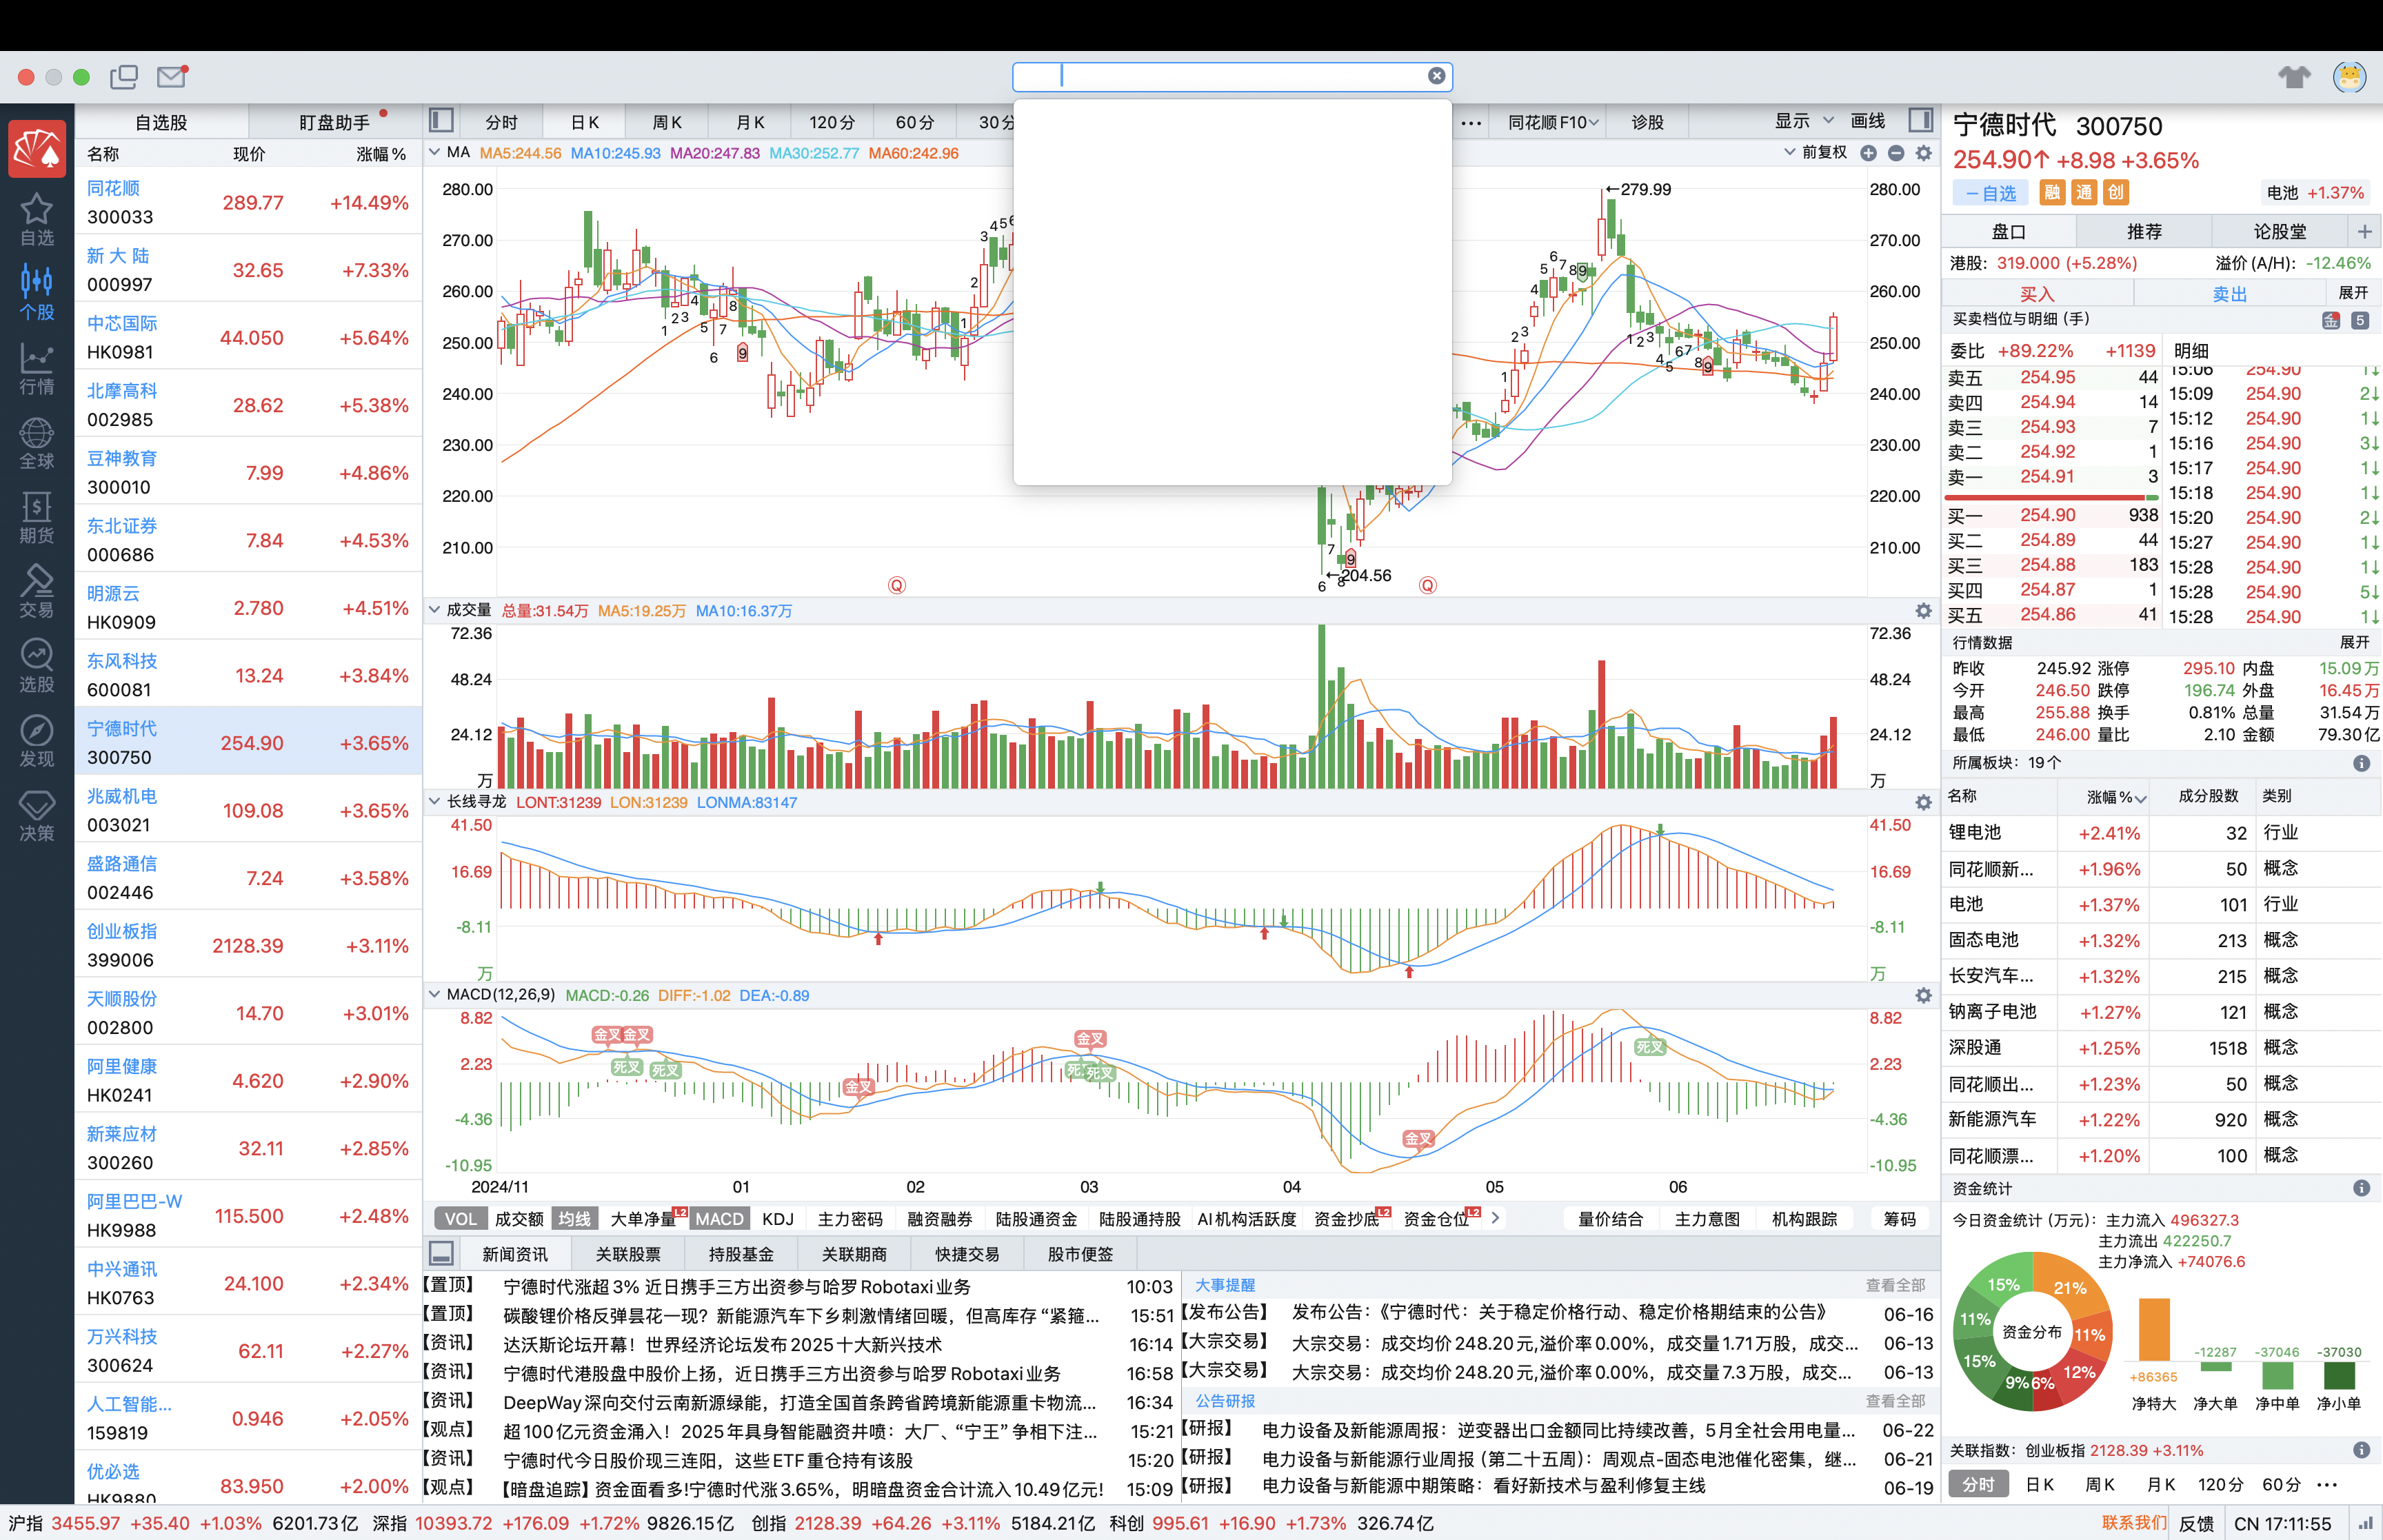 自选股 盯盘助手
分时 日K 周K 月K 120分 60分 30分 ··· 同花顺F10 诊股 显示 画线
名称 现价 涨幅%
同花顺 300033 289.77 +14.49%
新大陆 000997 32.65 +7.33%
中芯国际 HK0981 44.050 +5.64%
北摩高科 002985 28.62 +5.38%
豆神教育 300010 7.99 +4.86%
东北证券 000686 7.84 +4.53%
明源云 HK0909 2.780 +4.51%
东风科技 600081 13.24 +3.84%
宁德时代 300750 254.90 +3.65%
兆威机电 003021 109.08 +3.65%
盛路通信 002446 7.24 +3.58%
创业板指 399006 2128.39 +3.11%
天顺股份 002800 14.70 +3.01%
阿里健康 HK0241 4.620 +2.90%
新莱应材 300260 32.11 +2.85%
阿里巴巴-W HK9988 115.500 +2.48%
中兴通讯 HK0763 24.100 +2.34%
万兴科技 300624 62.11 +2.27%
人工智能... 159819 0.946 +2.05%
优必选 HK9880 83.950 +2.00%
自选
个股
行情
全球
期货
交易
选股
发现
决策
MA MA5:244.56 MA10:245.93 MA20:247.83 MA30:252.77 MA60:242.96 前复权
280.00 270.00 260.00 250.00 240.00 230.00 220.00 210.00
←279.99
←204.56
280.00 270.00 260.00 250.00 240.00 230.00 220.00 210.00
成交量 总量:31.54万 MA5:19.25万 MA10:16.37万
72.36 48.24 24.12 万
72.36 48.24 24.12 万
长线寻龙 LONT:31239 LON:31239 LONMA:83147
41.50 16.69 -8.11 万
41.50 16.69 -8.11 万
MACD(12,26,9) MACD:-0.26 DIFF:-1.02 DEA:-0.89
8.82 2.23 -4.36 -10.95
金叉 金叉 死叉 死叉 金叉 金叉 死叉 死叉 金叉 死叉
8.82 2.23 -4.36 -10.95
2024/11 01 02 03 04 05 06
VOL 成交额 均线 大单净量 L2 MACD KDJ 主力密码 融资融券 陆股通资金 陆股通持股 AI机构活跃度 资金抄底 L2 资金仓位 L2 量价结合 主力意图 机构跟踪 筹码
新闻资讯 关联股票 持股基金 关联期商 快捷交易 股市便签
【置顶】 宁德时代涨超3% 近日携手三方出资参与哈罗Robotaxi业务 10:03
【置顶】 碳酸锂价格反弹昙花一现？新能源汽车下乡刺激情绪回暖，但高库存“紧箍... 15:51
【资讯】 达沃斯论坛开幕！世界经济论坛发布2025十大新兴技术 16:14
【资讯】 宁德时代港股盘中股价上扬，近日携手三方出资参与哈罗Robotaxi业务 16:58
【资讯】 DeepWay深向交付云南新源绿能，打造全国首条跨省跨境新能源重卡物流... 16:34
【观点】 超100亿元资金涌入！2025年具身智能融资井喷：大厂、“宁王”争相下注... 15:21
【资讯】 宁德时代今日股价现三连阳，这些ETF重仓持有该股 15:20
【观点】 【暗盘追踪】资金面看多!宁德时代涨3.65%，明暗盘资金合计流入10.49亿元! 15:09
大事提醒 查看全部
【发布公告】 发布公告：《宁德时代：关于稳定价格行动、稳定价格期结束的公告》 06-16
【大宗交易】 大宗交易：成交均价248.20元,溢价率0.00%，成交量1.71万股，成交... 06-13
【大宗交易】 大宗交易：成交均价248.20元,溢价率0.00%，成交量7.3万股，成交... 06-13
公告研报 查看全部
【研报】 电力设备及新能源周报：逆变器出口金额同比持续改善，5月全社会用电量... 06-22
【研报】 电力设备与新能源行业周报（第二十五周）：周观点-固态电池催化密集，继... 06-21
【研报】 电力设备与新能源中期策略：看好新技术与盈利修复主线 06-19
宁德时代 300750
254.90↑ +8.98 +3.65%
－自选 融 通 创 电池 +1.37%
盘口 推荐 论股堂 +
港股: 319.000 (+5.28%) 溢价(A/H): -12.46%
买入 卖出 展开
买卖档位与明细 (手) 金 5
委比 +89.22% +1139 明细
卖五 254.95 44
卖四 254.94 14
卖三 254.93 7
卖二 254.92 1
卖一 254.91 3
买一 254.90 938
买二 254.89 44
买三 254.88 183
买四 254.87 1
买五 254.86 41
15:06 254.90 1↓
15:09 254.90 2↓
15:12 254.90 1↓
15:16 254.90 3↓
15:17 254.90 1↓
15:18 254.90 1↓
15:20 254.90 2↓
15:27 254.90 1↓
15:28 254.90 1↓
15:28 254.90 5↓
15:28 254.90 1↓
行情数据 展开
昨收 245.92 涨停 295.10 内盘 15.09万
今开 246.50 跌停 196.74 外盘 16.45万
最高 255.88 换手 0.81% 总量 31.54万
最低 246.00 量比 2.10 金额 79.30亿
所属板块：19个
名称 涨幅% 成分股数 类别
锂电池 +2.41% 32 行业
同花顺新... +1.96% 50 概念
电池 +1.37% 101 行业
固态电池 +1.32% 213 概念
长安汽车... +1.32% 215 概念
钠离子电池 +1.27% 121 概念
深股通 +1.25% 1518 概念
同花顺出... +1.23% 50 概念
新能源汽车 +1.22% 920 概念
同花顺漂... +1.20% 100 概念
资金统计
今日资金统计 (万元)： 主力流入 496327.3
主力流出 422250.7
主力净流入 +74076.6
资金分布
21% 11% 12% 6% 9% 15% 11% 15%
+86365 -12287 -37046 -37030
净特大 净大单 净中单 净小单
关联指数: 创业板指 2128.39 +3.11%
分时 日K 周K 月K 120分 60分 ···
沪指 3455.97 +35.40 +1.03% 6201.73亿 深指 10393.72 +176.09 +1.72% 9826.15亿 创指 2128.39 +64.26 +3.11% 5184.21亿 科创 995.61 +16.90 +1.73% 326.74亿 联系我们 反馈 CN 17:11:55